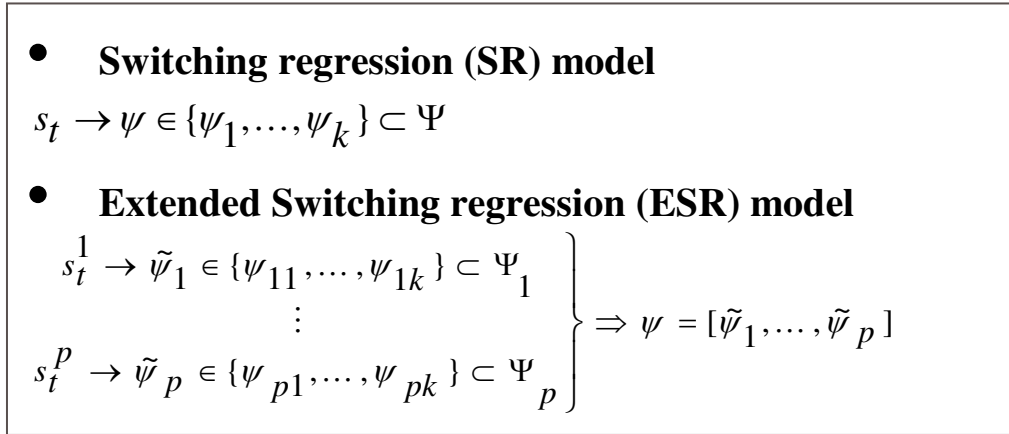 • Switching regression (SR) model
s_t → ψ ∈ {ψ_1,…,ψ_k} ⊂ Ψ
• Extended Switching regression (ESR) model
s_t^1 → ψ̃_1 ∈ {ψ_11,…,ψ_1k} ⊂ Ψ_1
⋮
s_t^p → ψ̃_p ∈ {ψ_p1,…,ψ_pk} ⊂ Ψ_p
} ⇒ ψ = [ψ̃_1,…,ψ̃_p]